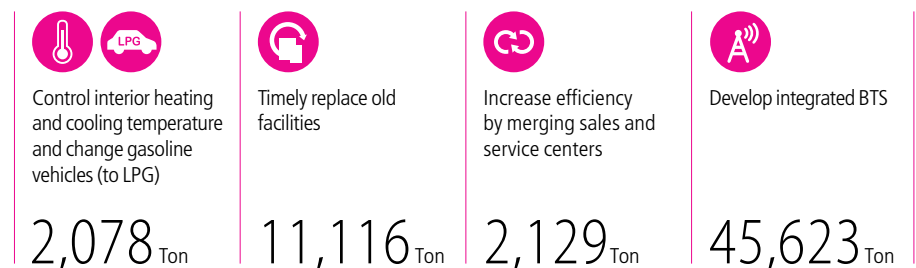 LPG
Control interior heating
and cooling temperature
and change gasoline
vehicles (to LPG)
2,078 Ton
Timely replace old
facilities
11,116 Ton
Increase efficiency
by merging sales and
service centers
2,129 Ton
Develop integrated BTS
45,623 Ton